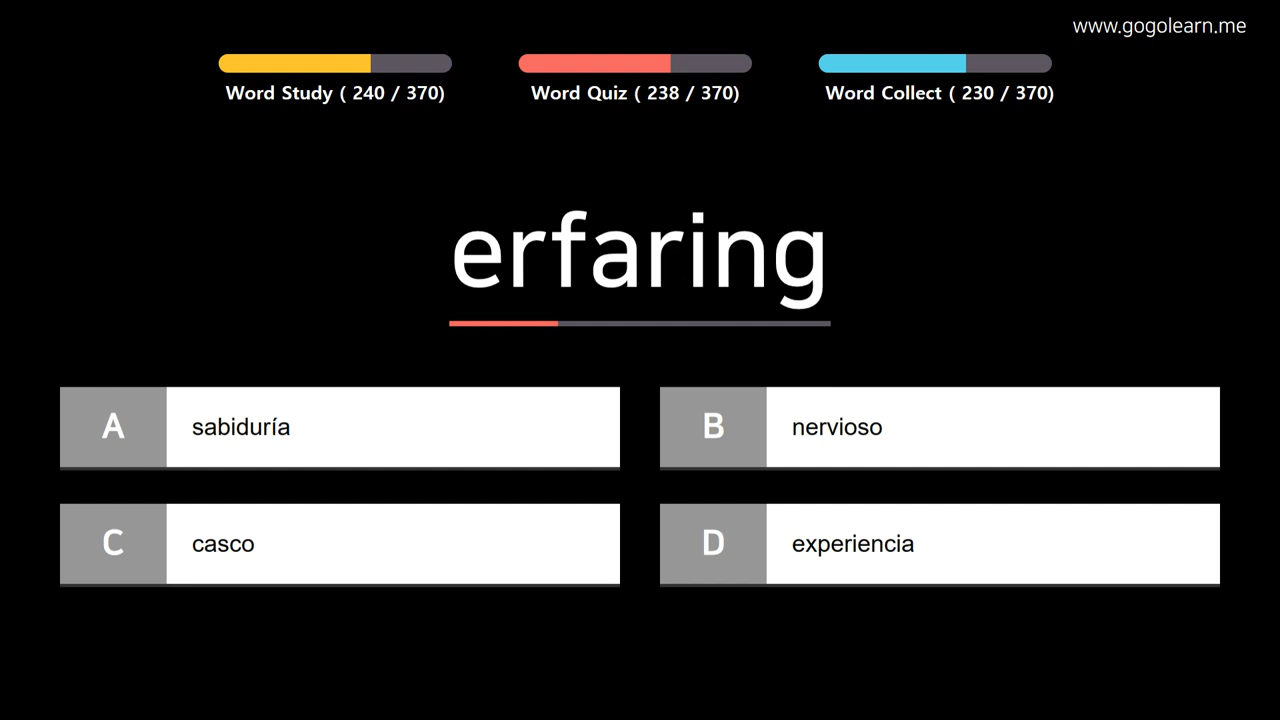 www.gogolearn.me
Word Study ( 240 / 370)
Word Quiz ( 238 / 370)
Word Collect ( 230 / 370)
erfaring
A sabiduría
B nervioso
C casco
D experiencia